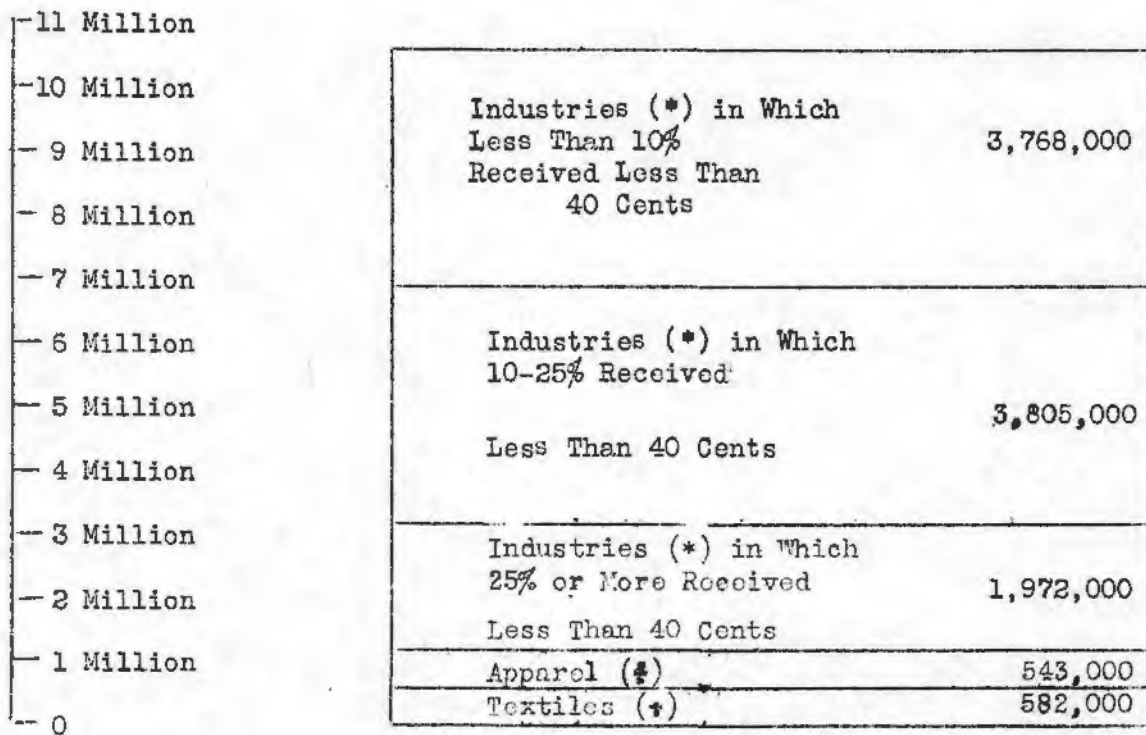 11 Million
10 Million
9 Million
8 Million
7 Million
6 Million
5 Million
4 Million
3 Million
2 Million
1 Million
0
Industries (*) in Which
Less Than 10% 3,768,000
Received Less Than
40 Cents
Industries (*) in Which
10-25% Received
3,805,000
Less Than 40 Cents
Industries (*) in Which
25% or More Received 1,972,000
Less Than 40 Cents
Apparel 543,000
Textiles 582,000